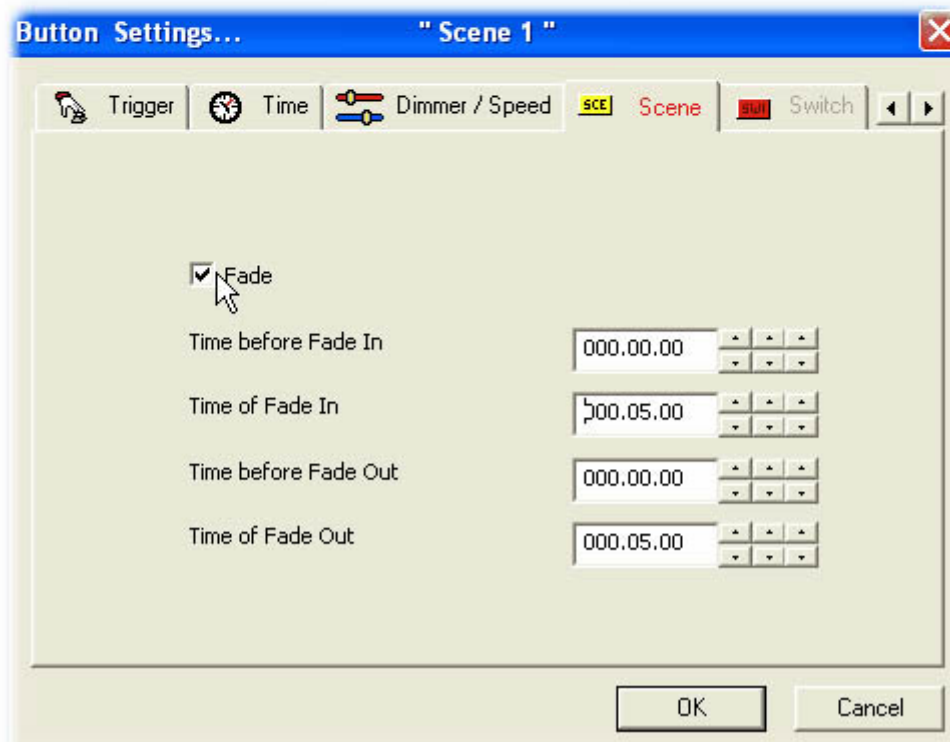 Button Settings... " Scene 1 "
Trigger Time Dimmer / Speed SCE Scene SWI Switch
Fade
Time before Fade In 000.00.00
Time of Fade In 000.05.00
Time before Fade Out 000.00.00
Time of Fade Out 000.05.00
OK Cancel